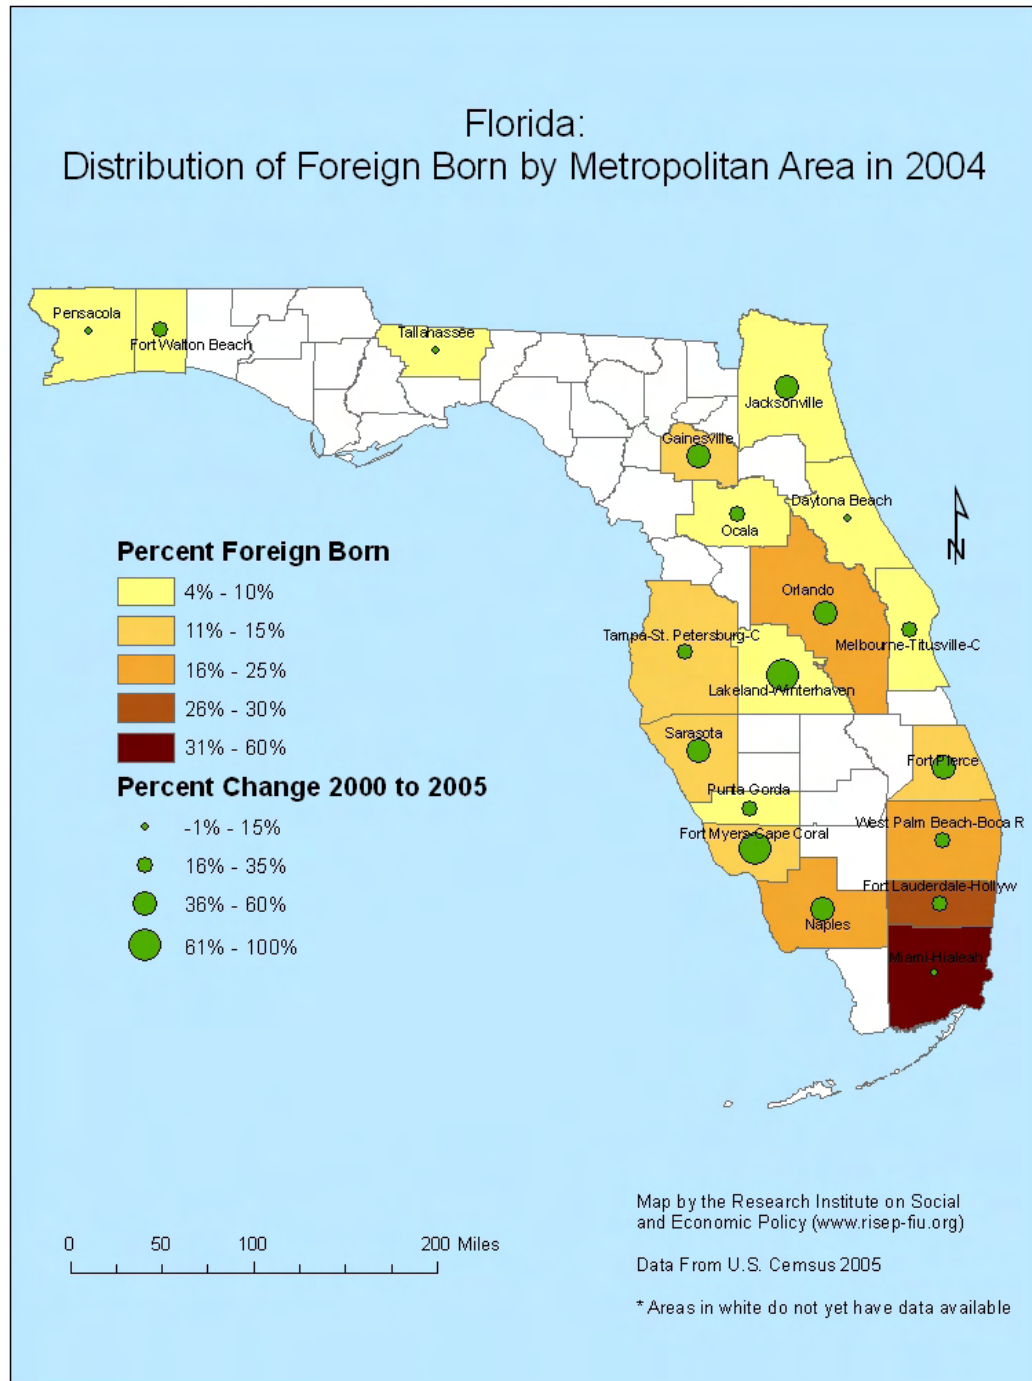 Florida:
Distribution of Foreign Born by Metropolitan Area in 2004
Pensacola
Fort Walton Beach
Tallahassee
Jacksonville
Gainesville
Daytona Beach
Ocala
N
Orlando
Tampa-St. Petersburg-C
Melbourne-Titusville-C
Lakeland-Winterhaven
Sarasota
Fort Pierce
Punta Gorda
West Palm Beach-Boca R
Fort Myers-Cape Coral
Fort Lauderdale-Hollyw
Naples
Miami-Hialeah
Percent Foreign Born
4% - 10%
11% - 15%
16% - 25%
26% - 30%
31% - 60%
Percent Change 2000 to 2005
-1% - 15%
16% - 35%
36% - 60%
61% - 100%
0 50 100 200 Miles
Map by the Research Institute on Social
and Economic Policy (www.risep-fiu.org)
Data From U.S. Cemsus 2005
* Areas in white do not yet have data available